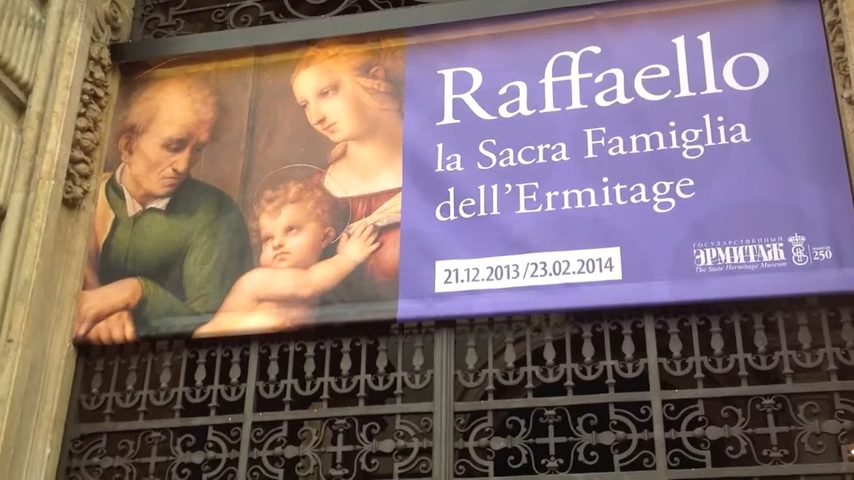 Raffaello
la Sacra Famiglia
dell'Ermitage
21.12.2013/23.02.2014
ГОСУДАРСТВЕННЫЙ
ЭРМИТАЖ
The State Hermitage Museum
250